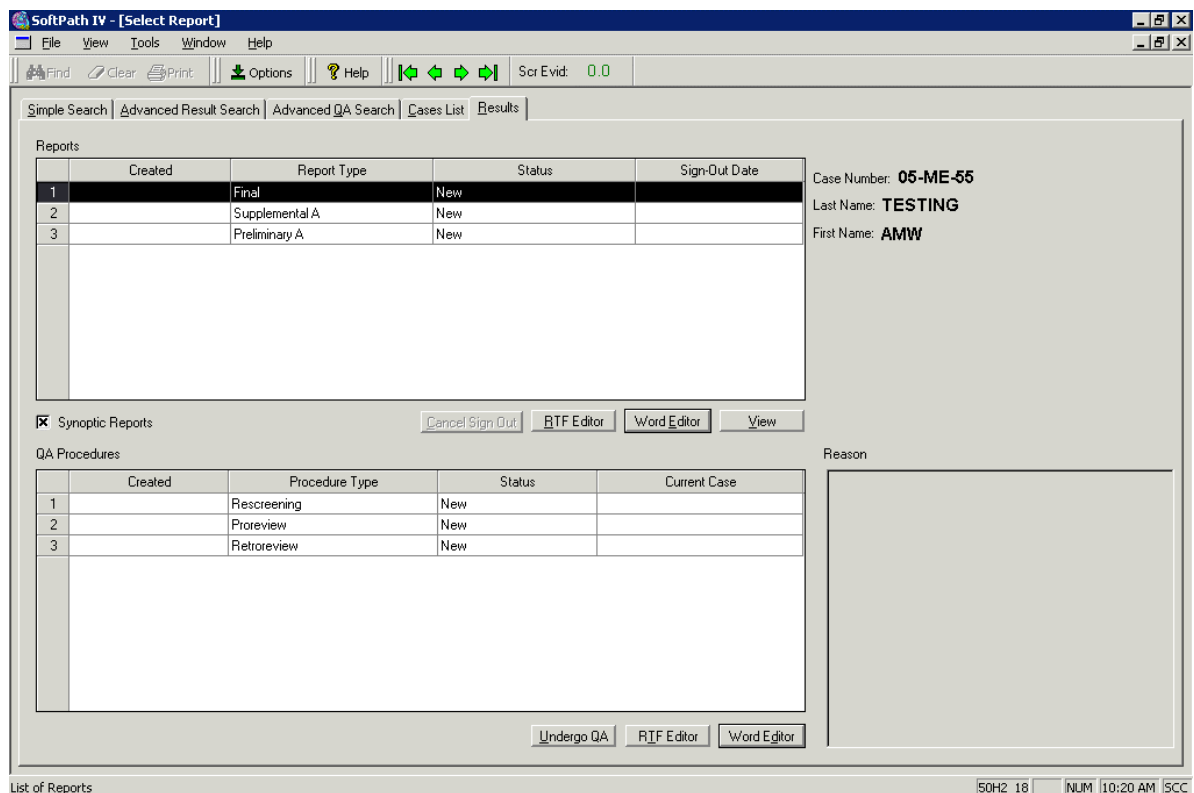 SoftPath IV - [Select Report]
File View Tools Window Help
Find Clear Print Options ? Help Scr Evid: 0.0
Simple Search Advanced Result Search Advanced QA Search Cases List Results
Reports
Created Report Type Status Sign-Out Date
1 Final New
2 Supplemental A New
3 Preliminary A New
Case Number: 05-ME-55
Last Name: TESTING
First Name: AMW
Synoptic Reports
Cancel Sign Out RTF Editor Word Editor View
QA Procedures
Created Procedure Type Status Current Case
1 Rescreening New
2 Proreview New
3 Retroreview New
Reason
Undergo QA RTF Editor Word Editor
List of Reports 50H2 18 NUM 10:20 AM SCC